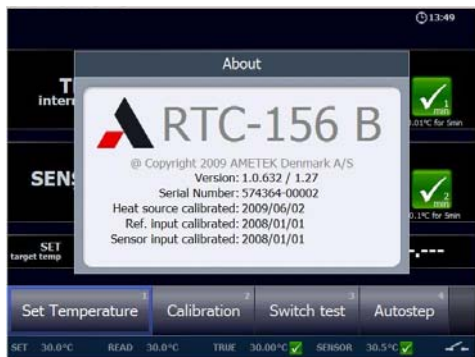 13:49
About
T
intern
RTC-156 B
@ Copyright 2009 AMETEK Denmark A/S
Version: 1.0.632 / 1.27
Serial Number: 574364-00002
Heat source calibrated: 2009/06/02
Ref. input calibrated: 2008/01/01
Sensor input calibrated: 2008/01/01
1
min
0.01°C for 5min
SENS
2
min
0.1°C for 5min
SET
target temp
-.---
Set Temperature 1
Calibration 2
Switch test 3
Autostep 4
SET 30.0°C READ 30.0°C TRUE 30.00°C SENSOR 30.5°C